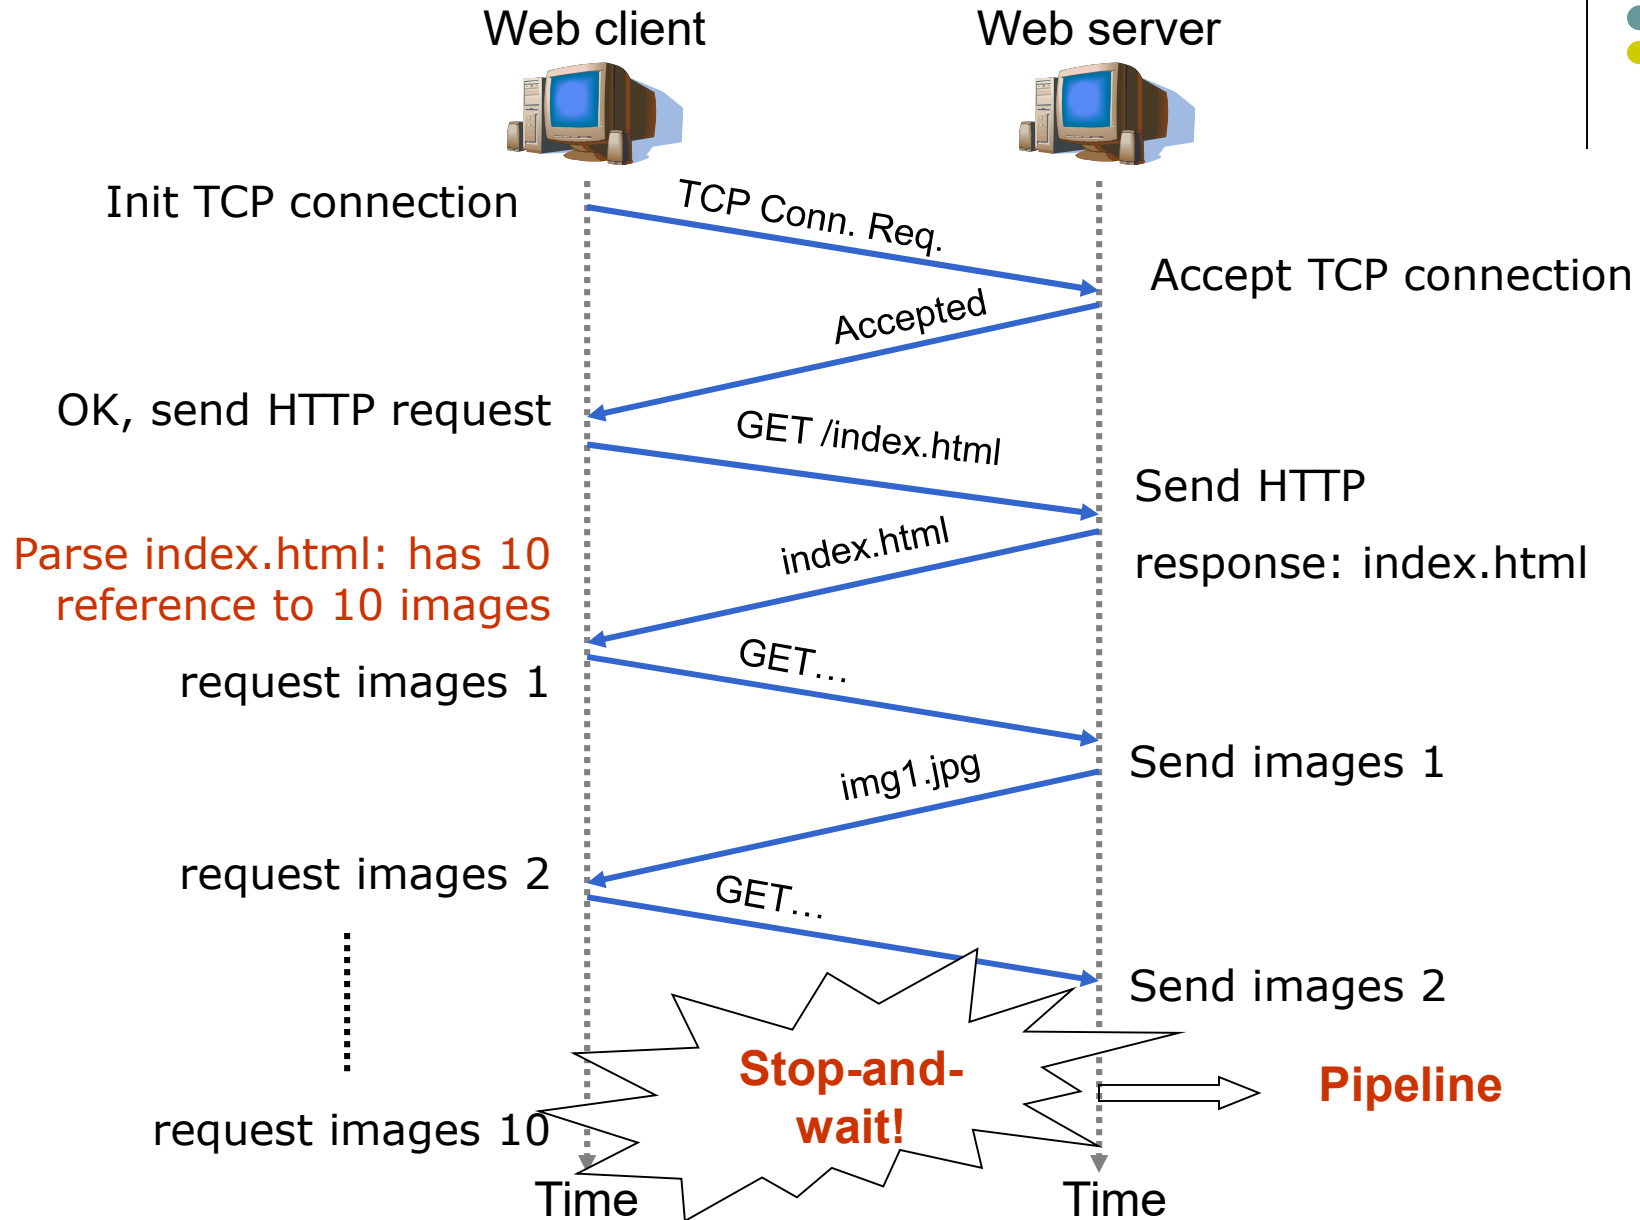 Web client
Web server
Init TCP connection
TCP Conn. Req.
Accept TCP connection
Accepted
OK, send HTTP request
GET /index.html
Send HTTP
response: index.html
index.html
Parse index.html: has 10
reference to 10 images
request images 1
GET...
Send images 1
img1.jpg
request images 2
GET...
Send images 2
Stop-and-
wait!
Pipeline
request images 10
Time
Time